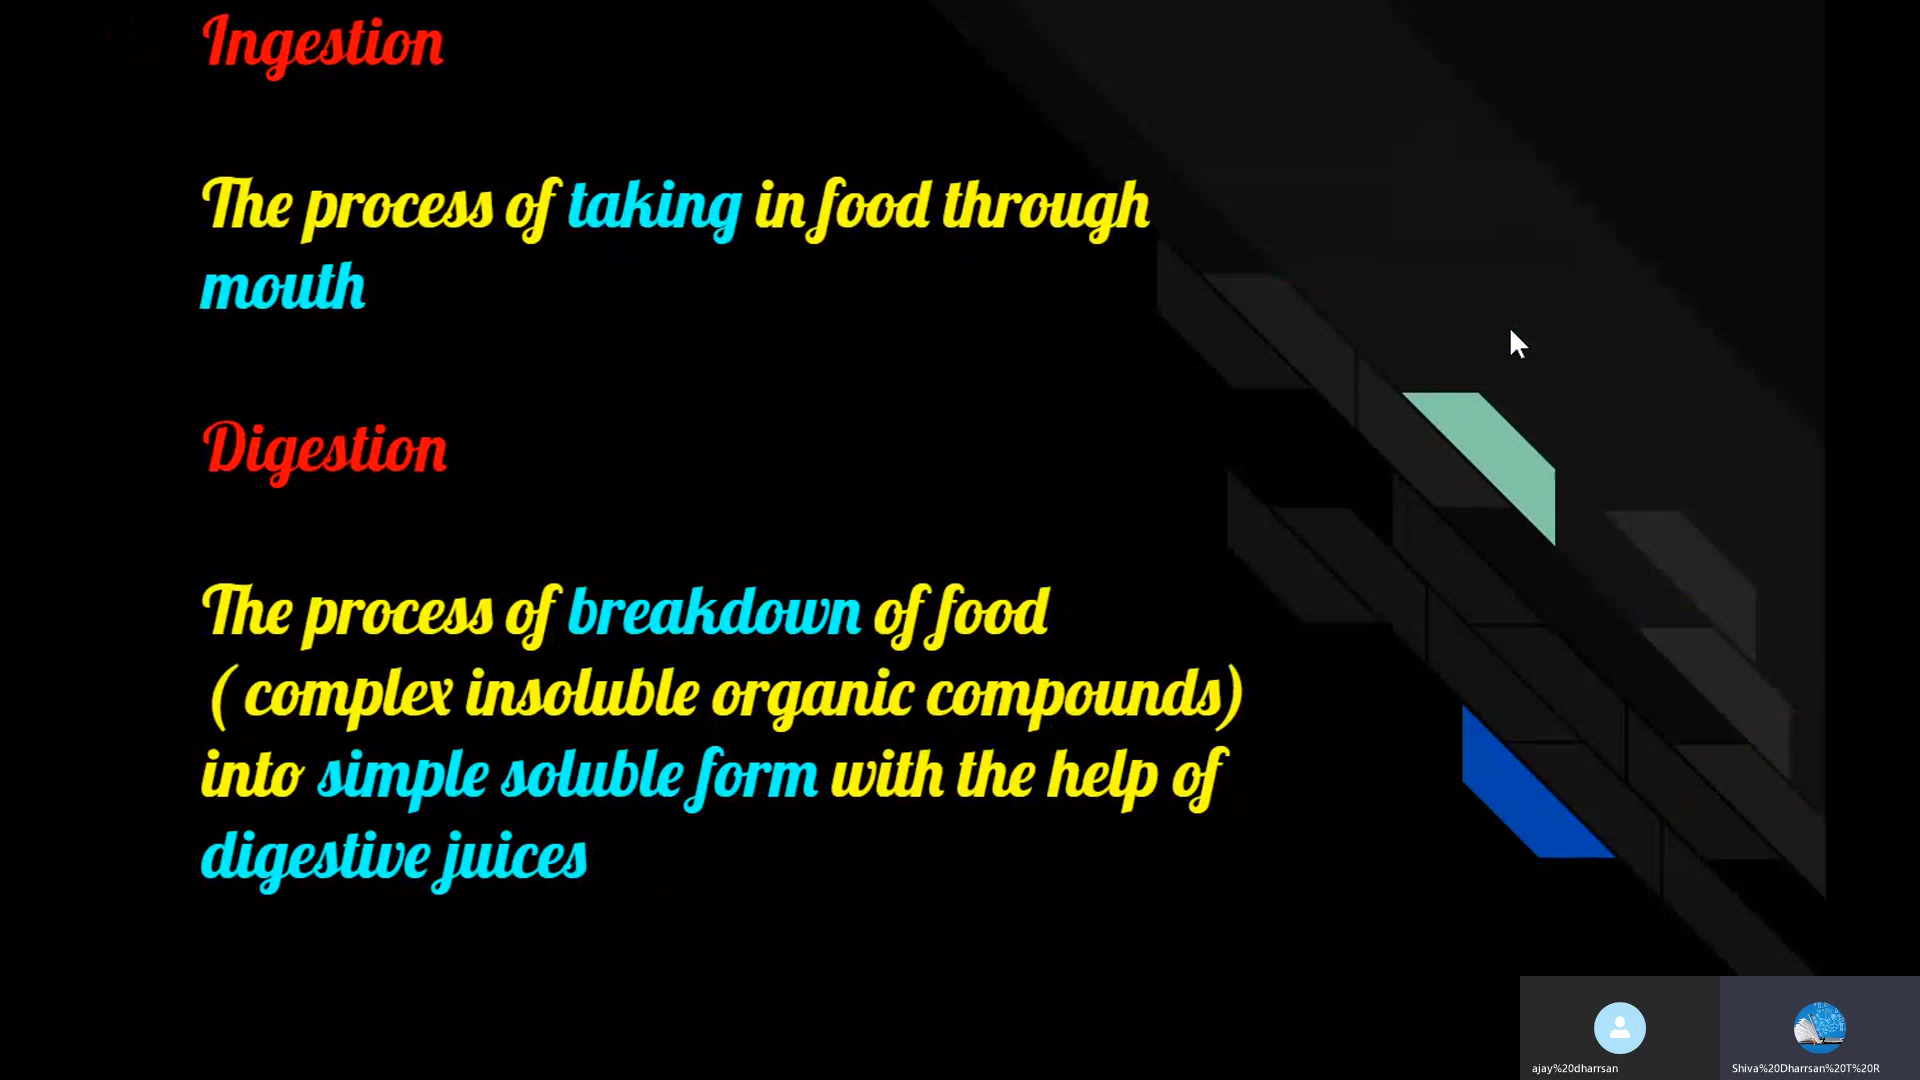 Ingestion
The process of taking in food through
mouth
Digestion
The process of breakdown of food
( complex insoluble organic compounds)
into simple soluble form with the help of
digestive juices
ajay%20dharrsan
Shiva%20Dharrsan%20T%20R